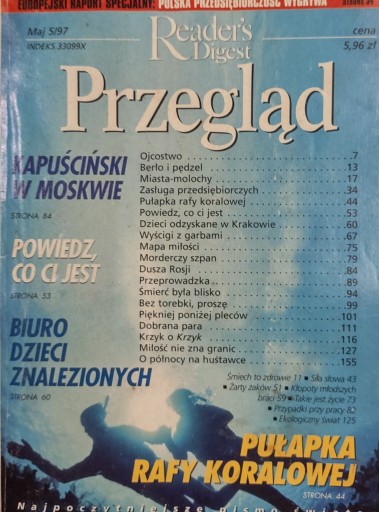 EUROPEJSKI RAPORT SPECJALNY: POLSKA PRZEDSIĘBIORCZOŚĆ WYGRYWA STRONA 34
Maj 5/97
INDEKS 33099X
Reader's
Digest
cena
5,96 zł
Przegląd
KAPUŚCIŃSKI
W MOSKWIE
STRONA 84
POWIEDZ,
CO CI JEST
STRONA 53
BIURO
DZIECI
ZNALEZIONYCH
STRONA 60
Ojcostwo . . . . . . . . . . . . . . . . . . . . . .7
Berło i pędzel . . . . . . . . . . . . . . . . . . 13
Miasta-molochy . . . . . . . . . . . . . . . . 17
Zasługa przedsiębiorczych . . . . . . . . 34
Pułapka rafy koralowej . . . . . . . . . . . 44
Powiedz, co ci jest . . . . . . . . . . . . . . 53
Dzieci odzyskane w Krakowie . . . . . . 60
Wyścigi z garbami . . . . . . . . . . . . . . 67
Mapa miłości . . . . . . . . . . . . . . . . . . 75
Morderczy szpan . . . . . . . . . . . . . . . 79
Dusza Rosji . . . . . . . . . . . . . . . . . . . 84
Przeprowadzka . . . . . . . . . . . . . . . . . 89
Śmierć była blisko . . . . . . . . . . . . . . 94
Bez torebki, proszę . . . . . . . . . . . . . 99
Piękniej poniżej pleców . . . . . . . . . 101
Dobrana para . . . . . . . . . . . . . . . . . 111
Krzyk o Krzyk . . . . . . . . . . . . . . . . . 116
Miłość nie zna granic . . . . . . . . . . . 127
O północy na huśtawce . . . . . . . . . 155
Śmiech to zdrowie 11 ■ Siła słowa 43
■ Żarty żaków 51 ■ Kłopoty młodszych
braci 59 ■ Takie jest życie 73
■ Przypadki przy pracy 82
■ Ekologiczny świat 125
PUŁAPKA
RAFY KORALOWEJ
STRONA 44
Najpoczytniejsze pismo świata